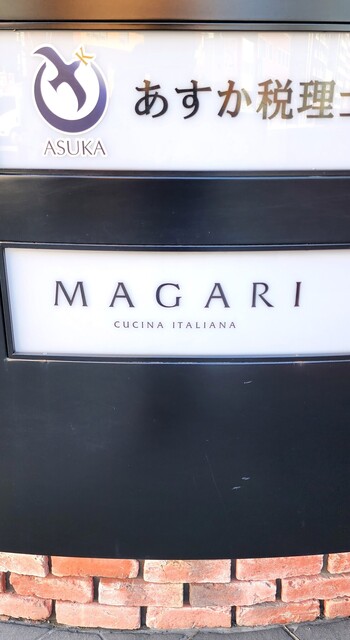 K
ASUKA
あすか税理士
MAGARI
CUCINA ITALIANA